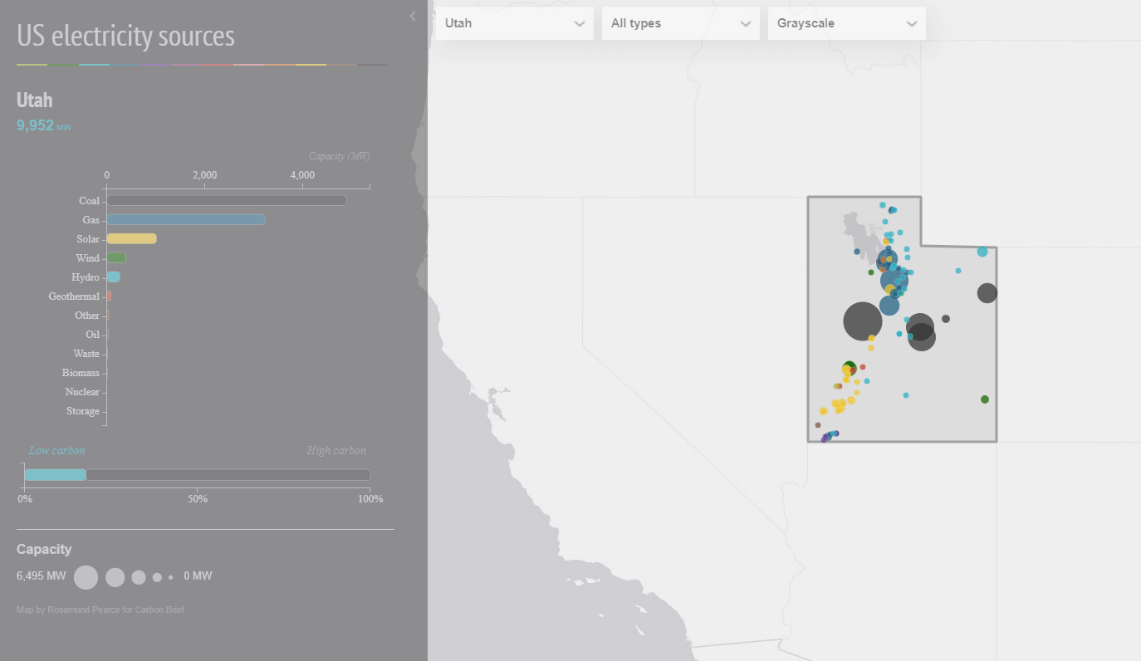 US electricity sources
Utah
9,952 MW
Capacity (MW)
0 2,000 4,000
Coal
Gas
Solar
Wind
Hydro
Geothermal
Other
Oil
Waste
Biomass
Nuclear
Storage
Low carbon High carbon
0% 50% 100%
Capacity
6,495 MW 0 MW
Map by Rosamund Pearce for Carbon Brief
Utah All types Grayscale